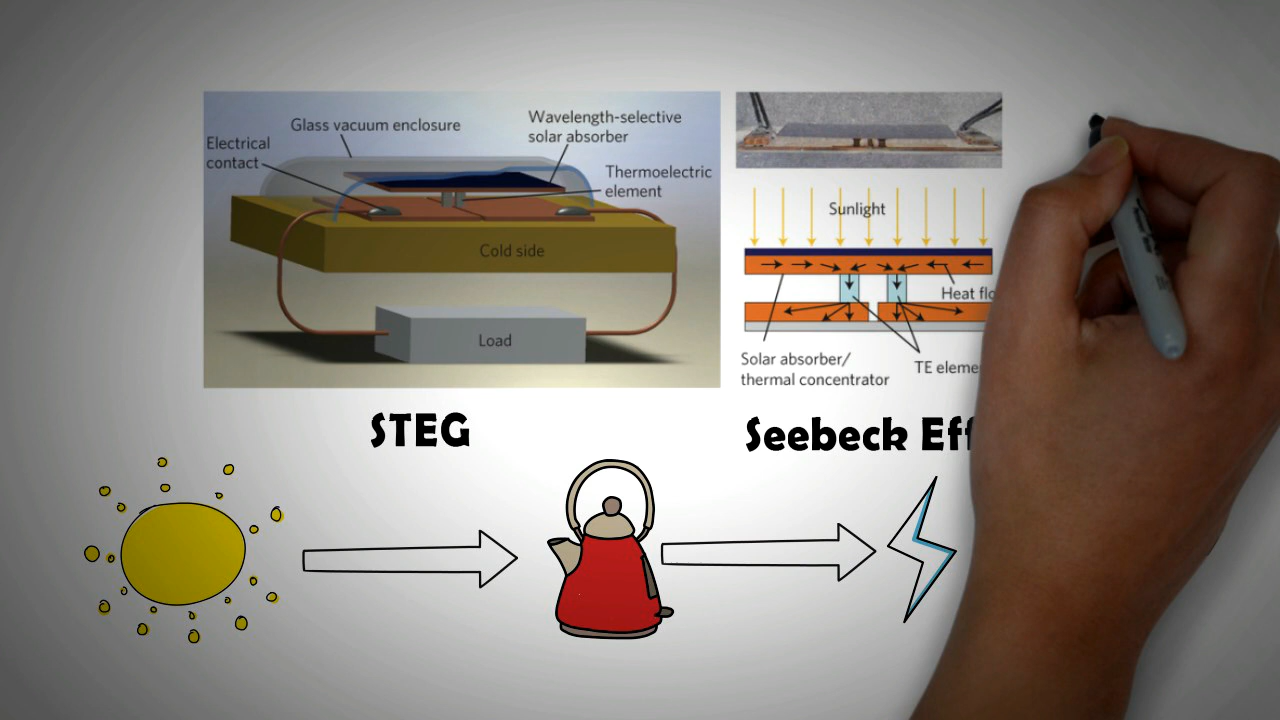 Glass vacuum enclosure
Wavelength-selective
solar absorber
Electrical
contact
Thermoelectric
element
Cold side
Load
Sunlight
Heat flo
Solar absorber/
thermal concentrator
TE eleme
STEG
Seebeck Eff